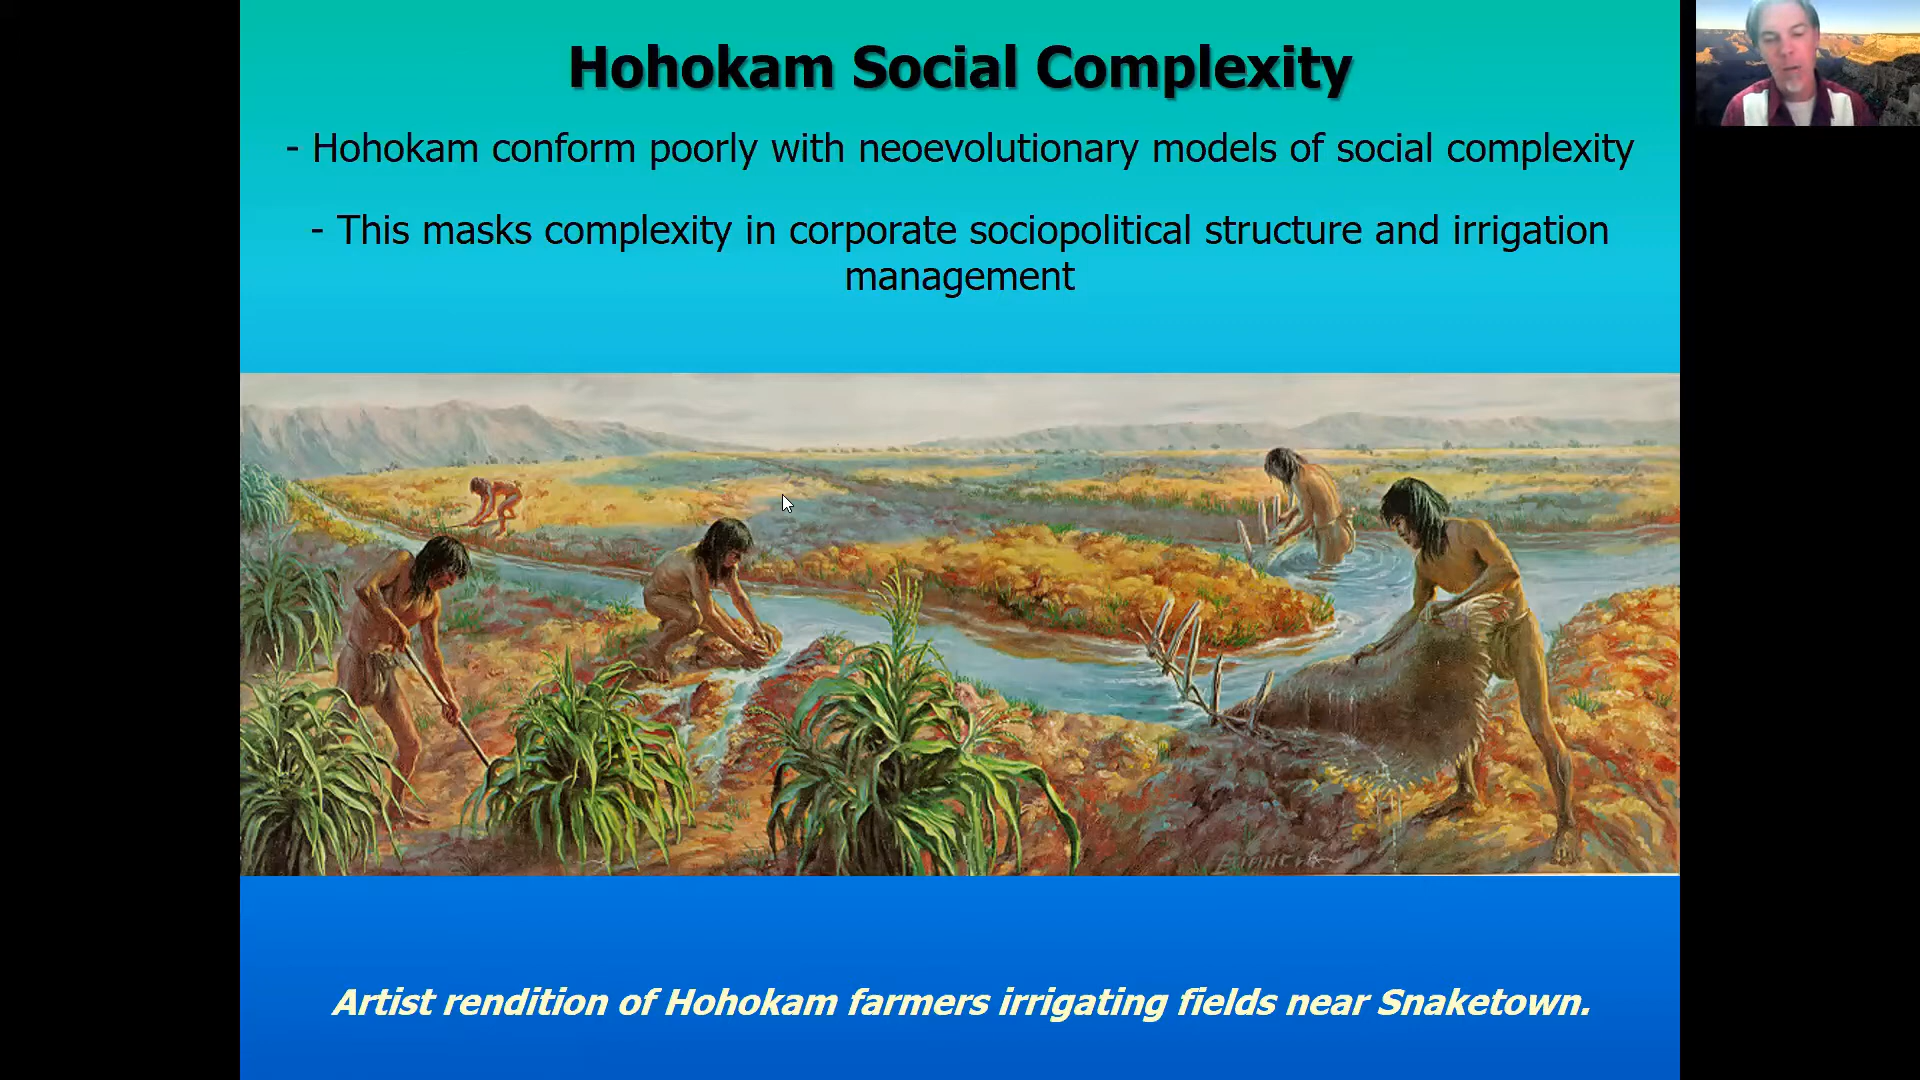 Hohokam Social Complexity
- Hohokam conform poorly with neoevolutionary models of social complexity
- This masks complexity in corporate sociopolitical structure and irrigation
management
Artist rendition of Hohokam farmers irrigating fields near Snaketown.